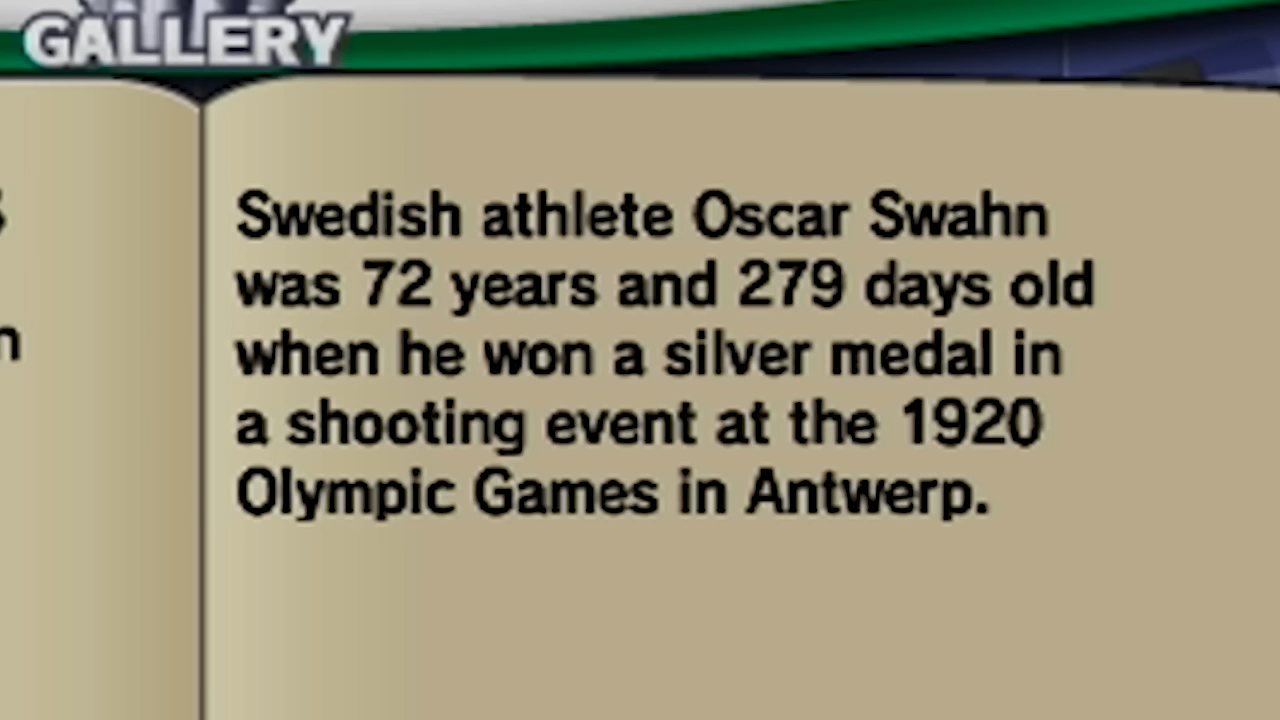 GALLERY
Swedish athlete Oscar Swahn
was 72 years and 279 days old
when he won a silver medal in
a shooting event at the 1920
Olympic Games in Antwerp.